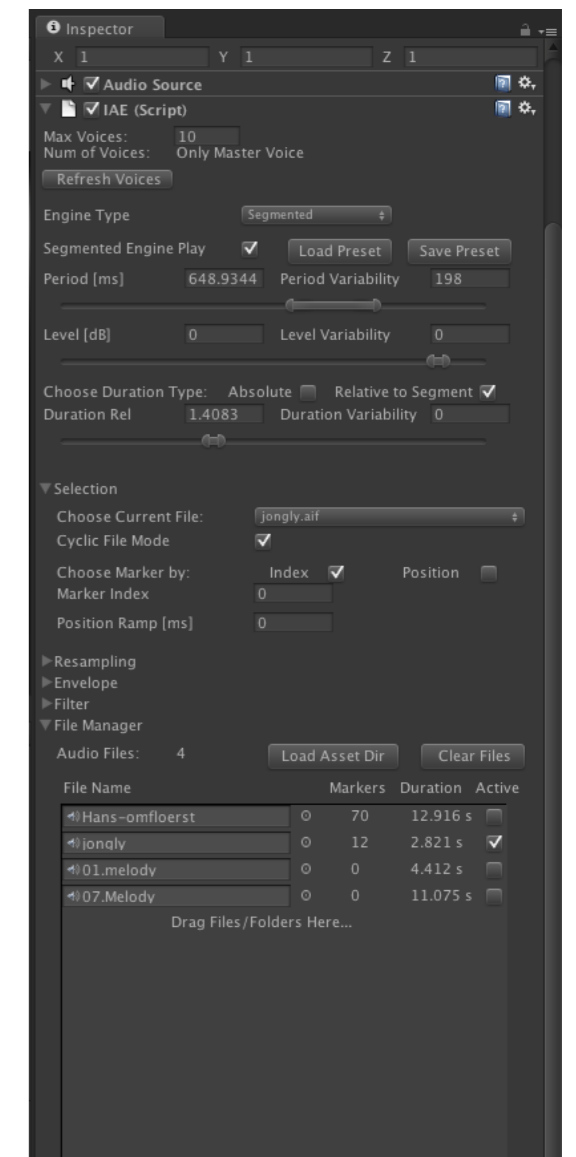 Inspector
X 1 Y 1 Z 1
Audio Source
IAE (Script)
Max Voices: 10
Num of Voices: Only Master Voice
Refresh Voices
Engine Type Segmented
Segmented Engine Play Load Preset Save Preset
Period [ms] 648.9344 Period Variability 198
Level [dB] 0 Level Variability 0
Choose Duration Type: Absolute Relative to Segment
Duration Rel 1.4083 Duration Variability 0
Selection
Choose Current File: jongly.aif
Cyclic File Mode
Choose Marker by: Index Position
Marker Index 0
Position Ramp [ms] 0
Resampling
Envelope
Filter
File Manager
Audio Files: 4 Load Asset Dir Clear Files
File Name Markers Duration Active
Hans-omfloerst 70 12.916 s
jongly 12 2.821 s
01.melody 0 4.412 s
07.Melody 0 11.075 s
Drag Files/Folders Here...